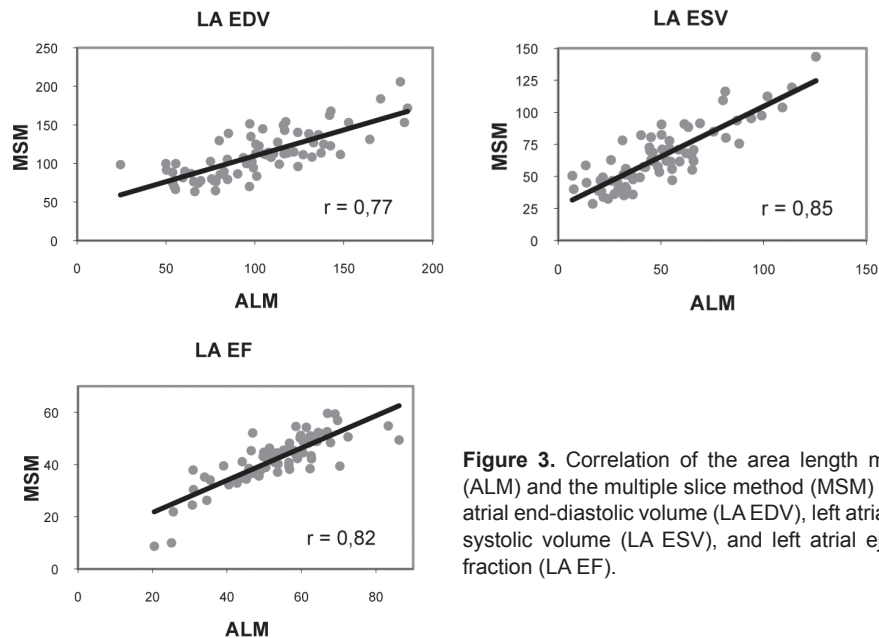 LA EDV
250
200
150
100
50
0
MSM
0 50 100 150 200
r = 0,77
ALM
LA ESV
150
125
100
75
50
25
0
MSM
0 50 100 150
r = 0,85
ALM
LA EF
60
40
20
0
MSM
20 40 60 80
r = 0,82
ALM
Figure 3. Correlation of the area length m
(ALM) and the multiple slice method (MSM)
atrial end-diastolic volume (LA EDV), left atria
systolic volume (LA ESV), and left atrial ej
fraction (LA EF).